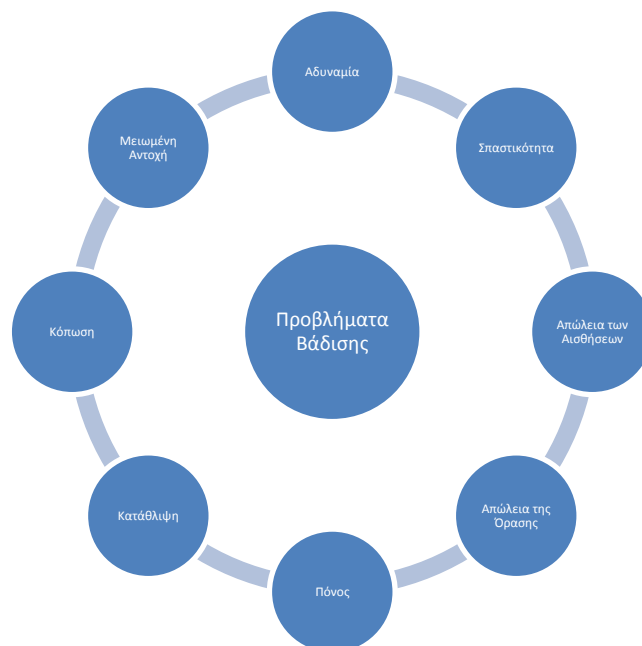 Αδυναμία
Σπαστικότητα
Απώλεια των
Αισθήσεων
Απώλεια της
Όρασης
Πόνος
Κατάθλιψη
Κόπωση
Μειωμένη
Αντοχή
Προβλήματα
Βάδισης